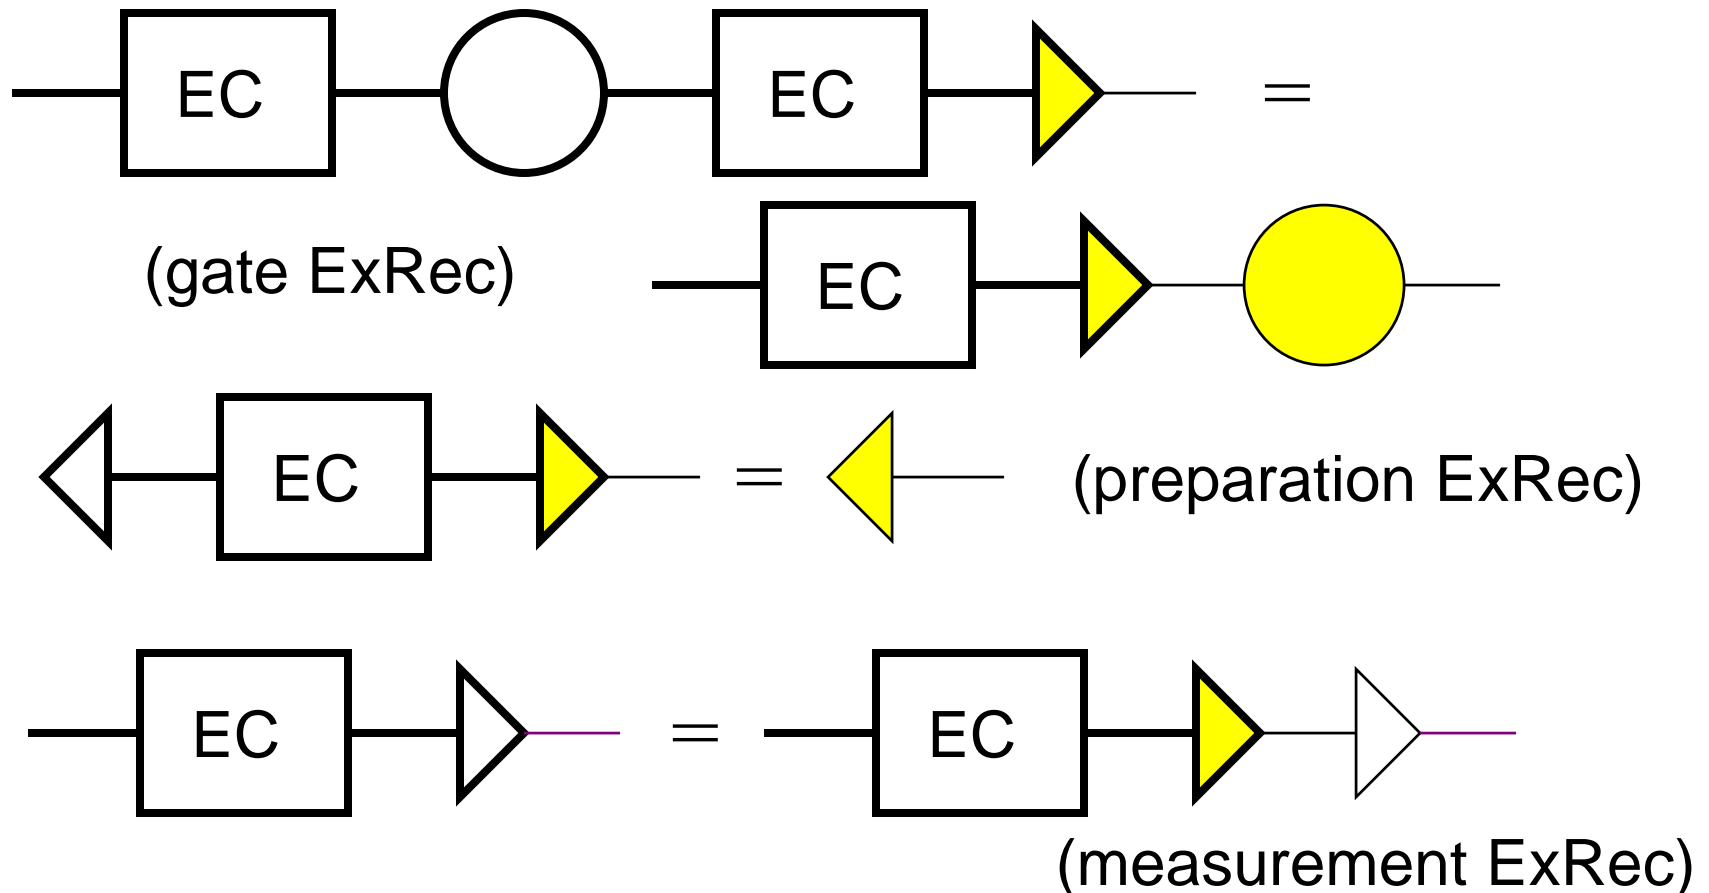 EC EC =
(gate ExRec) EC
EC = (preparation ExRec)
EC = EC
(measurement ExRec)